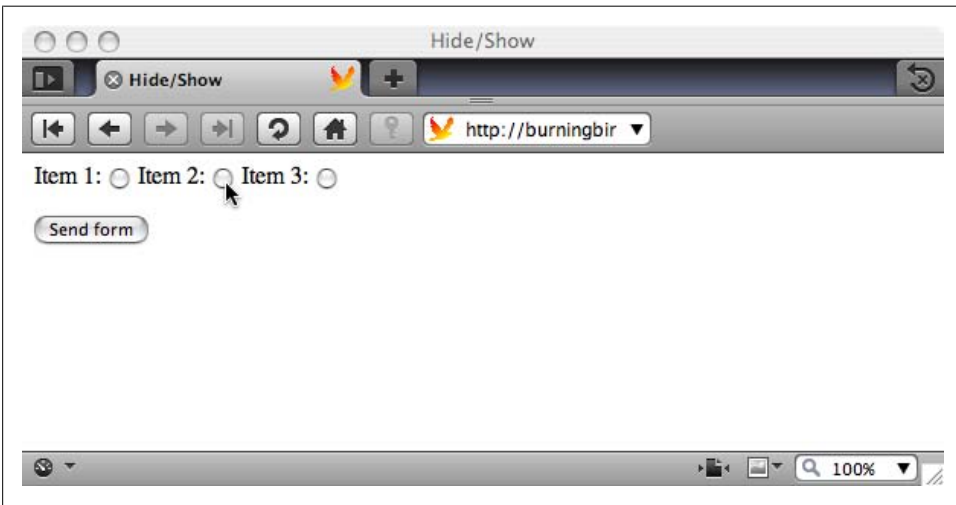 Hide/Show
Hide/Show
http://burningbir
Item 1: Item 2: Item 3:
Send form
100%